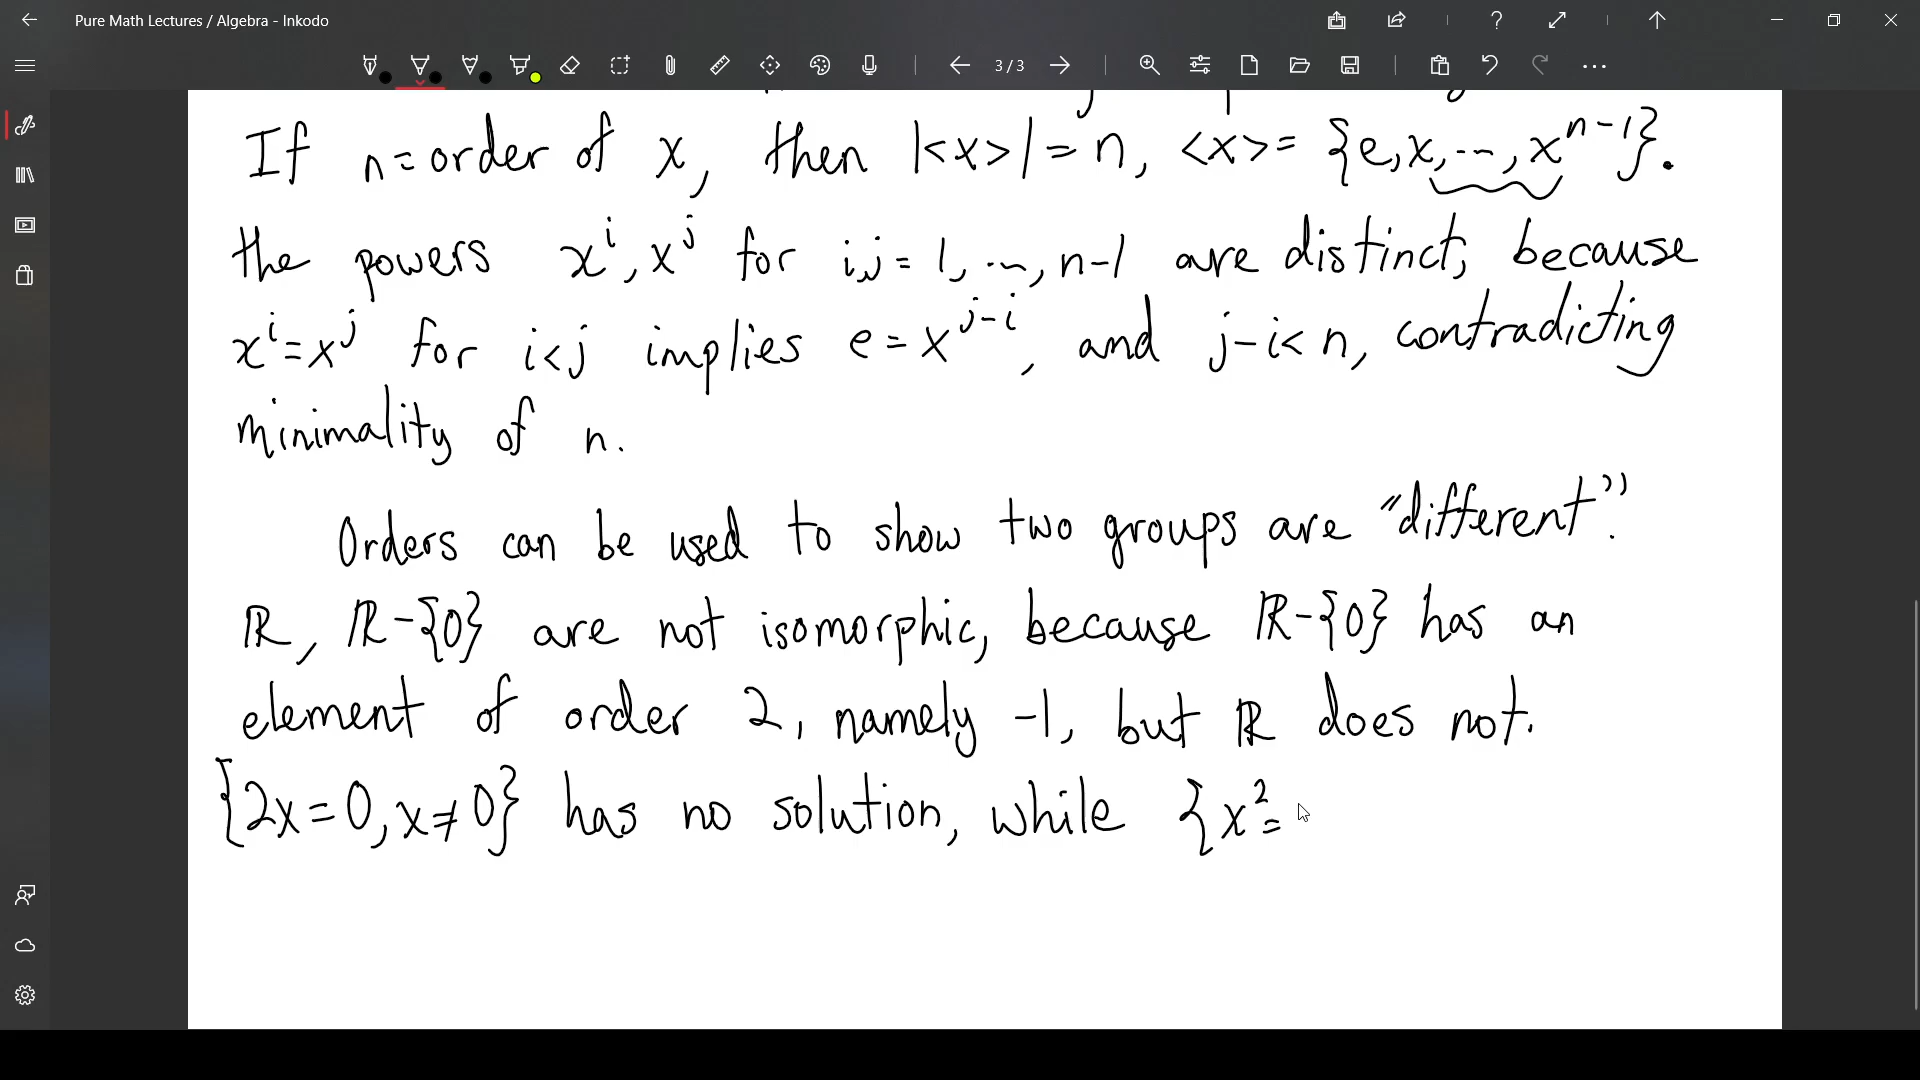 Pure Math Lectures / Algebra - Inkodo
3 / 3
If n = order of x, then |<x>| = n, <x> = {e, x, ..., x^{n-1}}.
the powers x^i, x^j for i,j = 1, ..., n-1 are distinct, because
x^i = x^j for i<j implies e = x^{j-i}, and j-i < n, contradicting
minimality of n.
Orders can be used to show two groups are "different".
ℝ, ℝ-{0} are not isomorphic, because ℝ-{0} has an
element of order 2, namely -1, but ℝ does not.
{2x=0, x≠0} has no solution, while {x^2 =